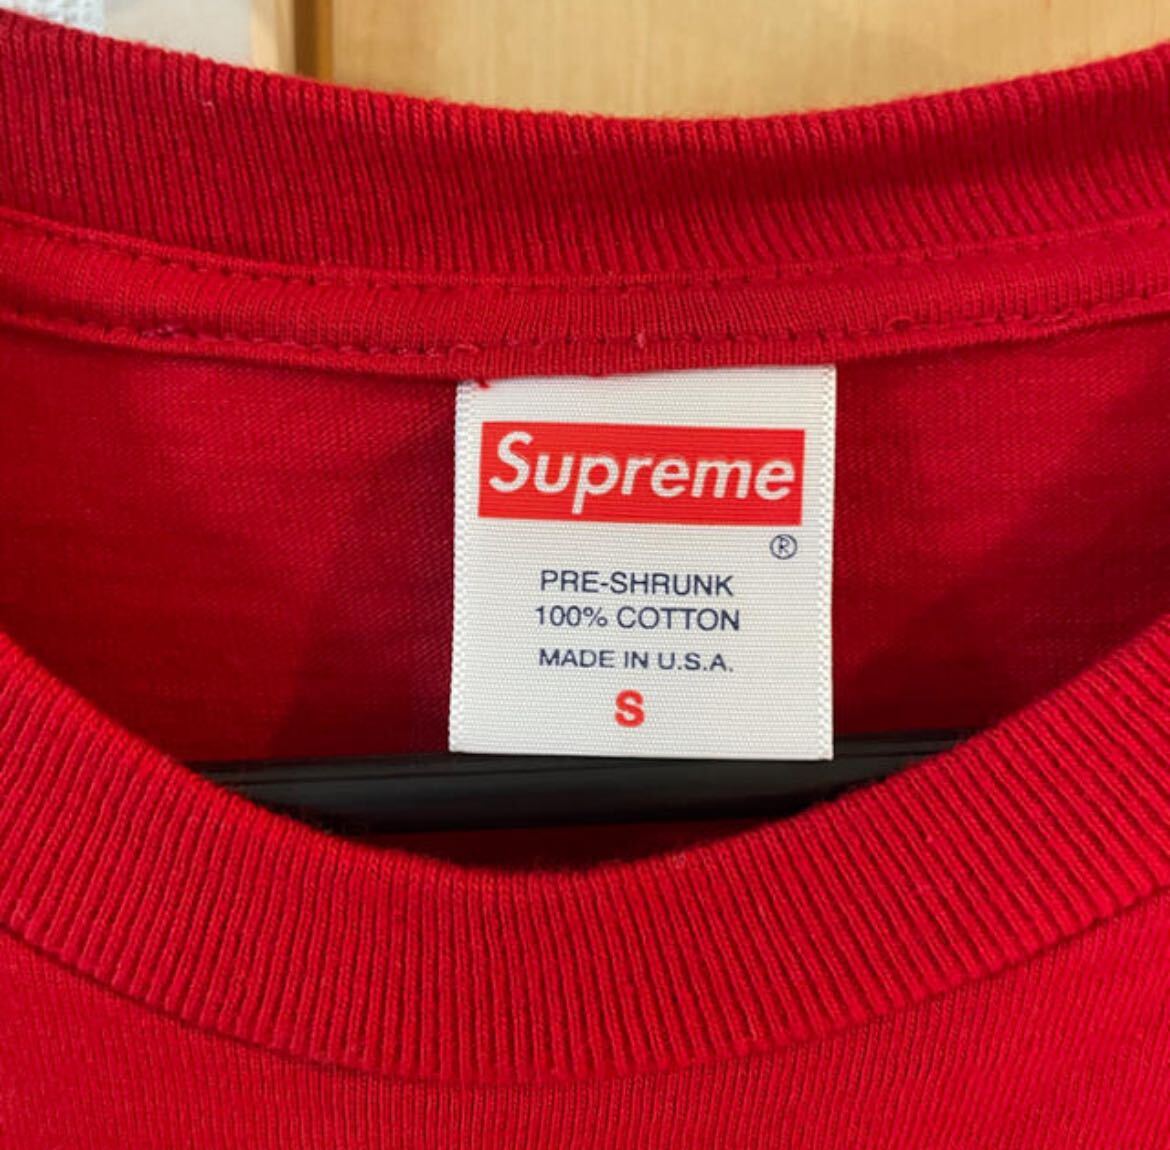 Supreme
®
PRE-SHRUNK
100% COTTON
MADE IN U.S.A.
S